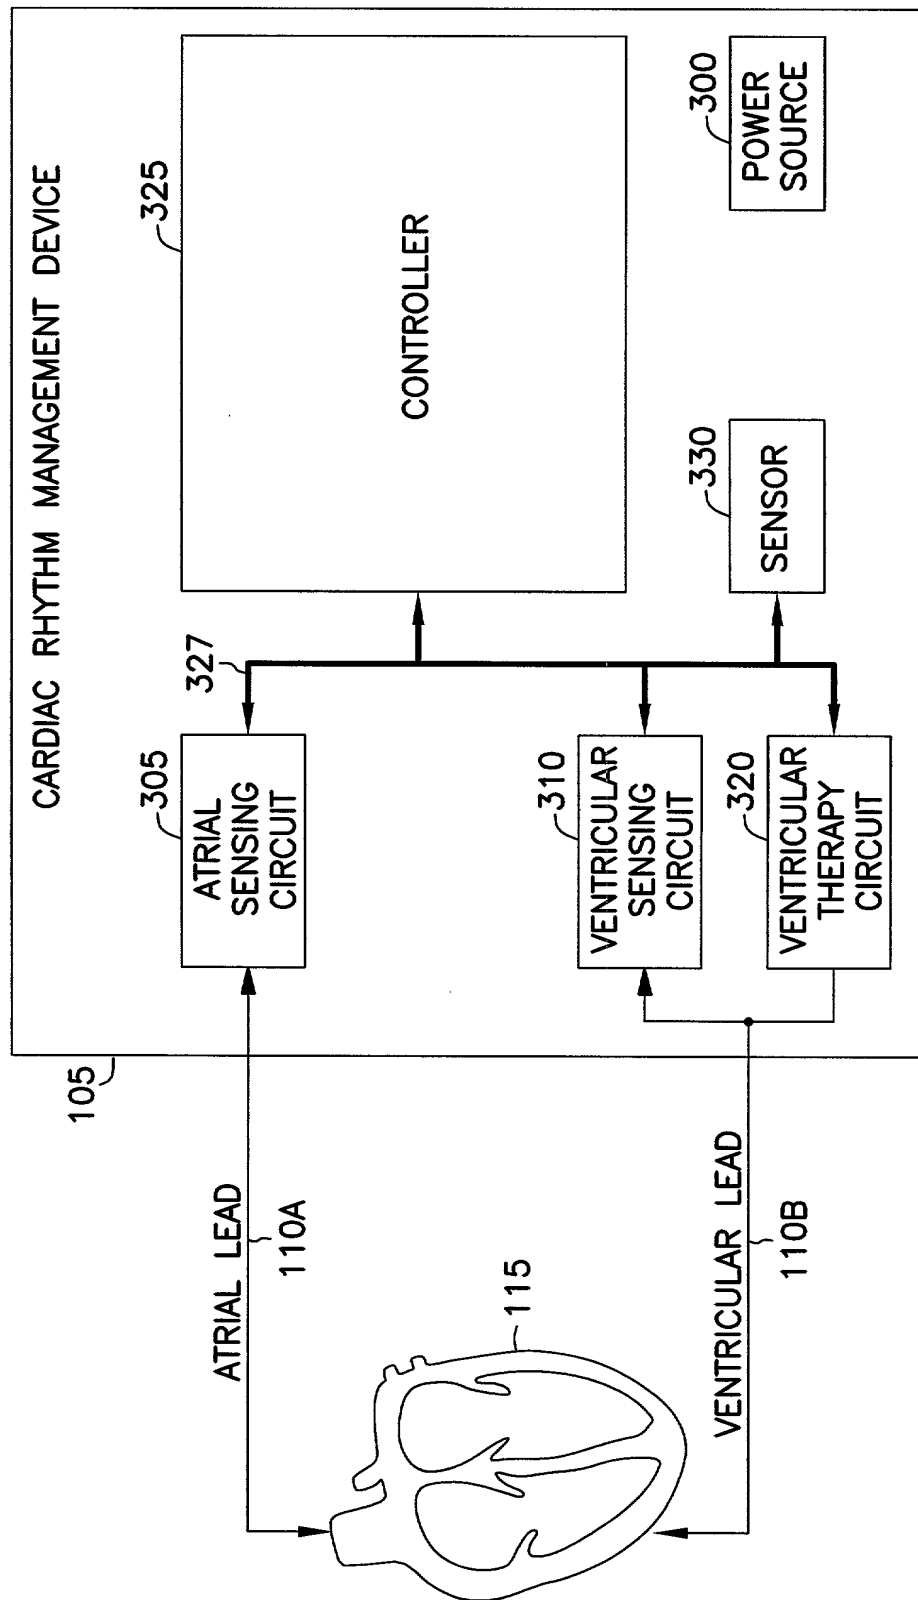 CARDIAC RHYTHM MANAGEMENT DEVICE
105
ATRIAL LEAD
110A
305
ATRIAL
SENSING
CIRCUIT
327
325
CONTROLLER
115
310
VENTRICULAR
SENSING
CIRCUIT
VENTRICULAR LEAD
110B
320
VENTRICULAR
THERAPY
CIRCUIT
330
SENSOR
300
POWER
SOURCE